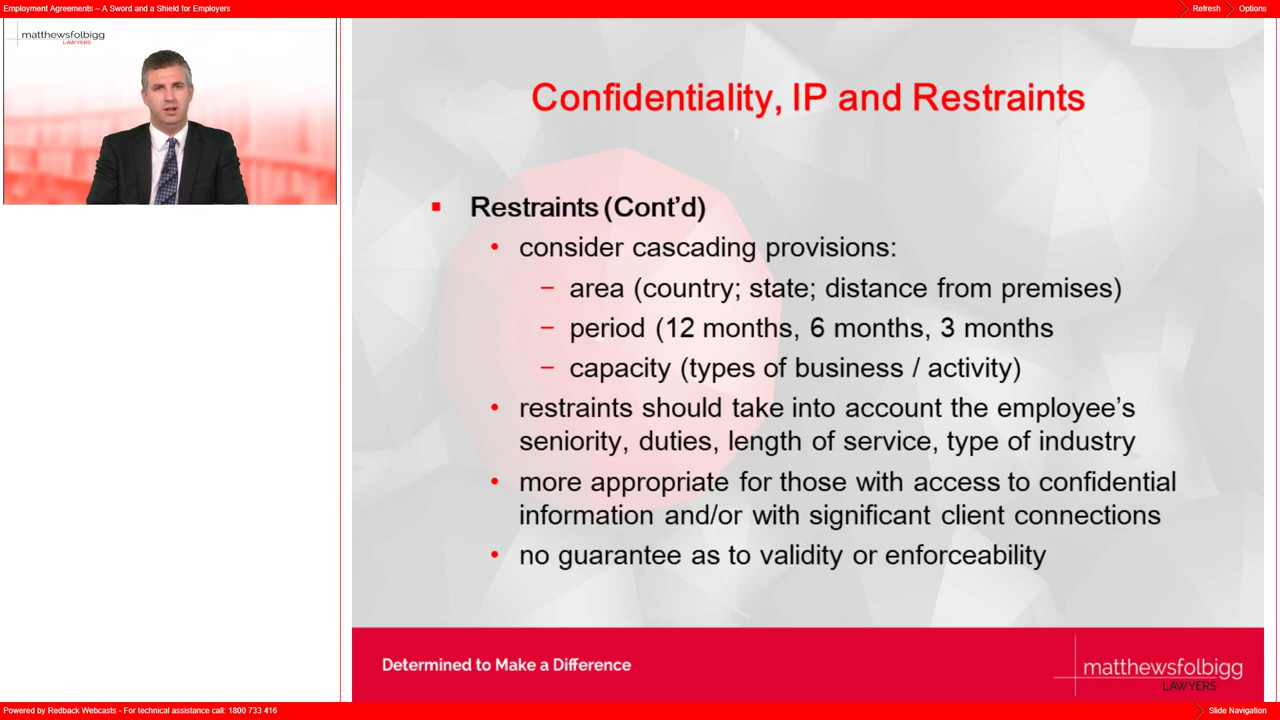 Employment Agreements – A Sword and a Shield for Employers
Refresh
Options
matthewsfolbigg
LAWYERS
Confidentiality, IP and Restraints
▪ Restraints (Cont'd)
• consider cascading provisions:
– area (country; state; distance from premises)
– period (12 months, 6 months, 3 months
– capacity (types of business / activity)
• restraints should take into account the employee's
seniority, duties, length of service, type of industry
• more appropriate for those with access to confidential
information and/or with significant client connections
• no guarantee as to validity or enforceability
Determined to Make a Difference
matthewsfolbigg
LAWYERS
Powered by Redback Webcasts - For technical assistance call: 1800 733 416
Slide Navigation